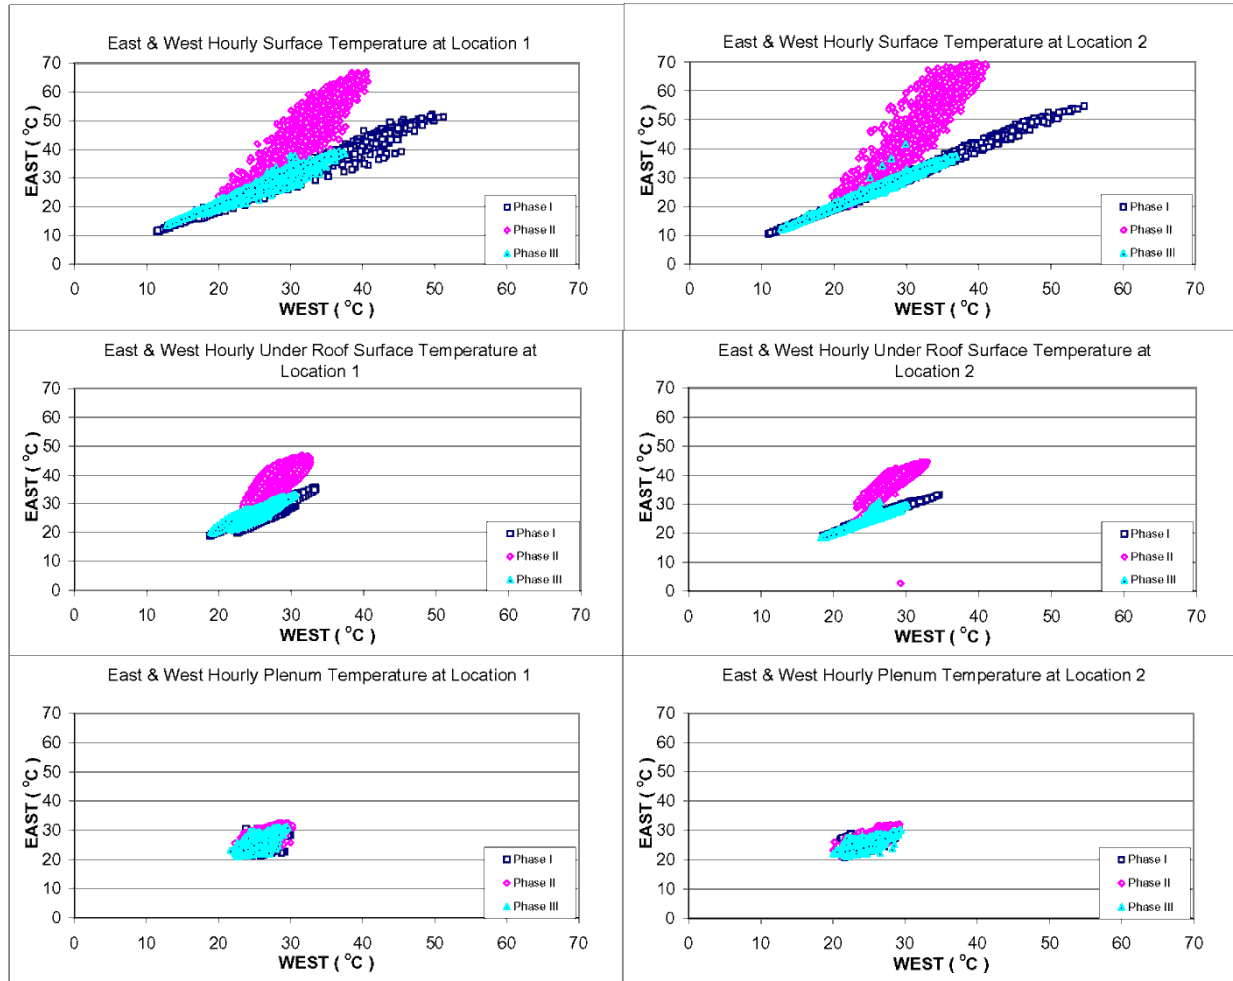 East & West Hourly Surface Temperature at Location 1
70
60
50
40
30
20
10
0
EAST (°C)
0 10 20 30 40 50 60 70
WEST (°C)
Phase I
Phase II
Phase III
East & West Hourly Surface Temperature at Location 2
70
60
50
40
30
20
10
0
EAST (°C)
0 10 20 30 40 50 60 70
WEST (°C)
Phase I
Phase II
Phase III
East & West Hourly Under Roof Surface Temperature at
Location 1
70
60
50
40
30
20
10
0
EAST (°C)
0 10 20 30 40 50 60 70
WEST (°C)
Phase I
Phase II
Phase III
East & West Hourly Under Roof Surface Temperature at
Location 2
70
60
50
40
30
20
10
0
EAST (°C)
0 10 20 30 40 50 60 70
WEST (°C)
Phase I
Phase II
Phase III
East & West Hourly Plenum Temperature at Location 1
70
60
50
40
30
20
10
0
EAST (°C)
0 10 20 30 40 50 60 70
WEST (°C)
Phase I
Phase II
Phase III
East & West Hourly Plenum Temperature at Location 2
70
60
50
40
30
20
10
0
EAST (°C)
0 10 20 30 40 50 60 70
WEST (°C)
Phase I
Phase II
Phase III